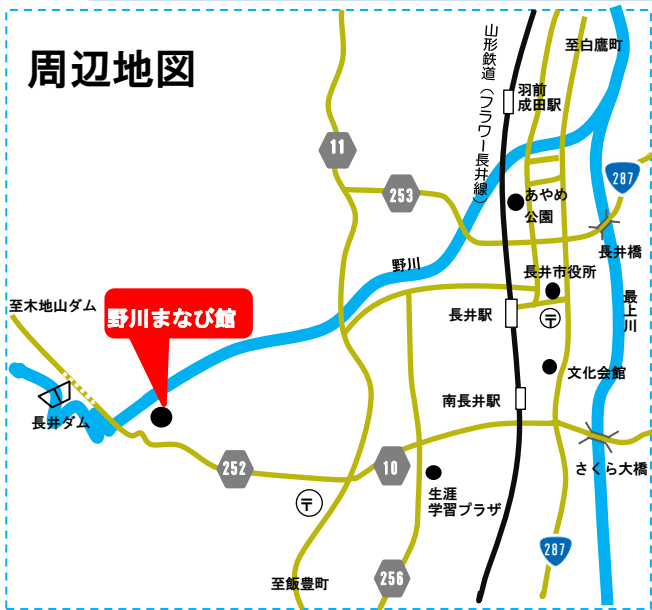 周辺地図
山形鉄道（フラワー長井線）
至白鷹町
羽前
成田駅
11
253
287
あやめ
公園
長井橋
野川
長井市役所
最上川
至木地山ダム
野川まなび館
長井駅
〒
文化会館
南長井駅
長井ダム
252
10
さくら大橋
生涯
学習プラザ
〒
287
256
至飯豊町